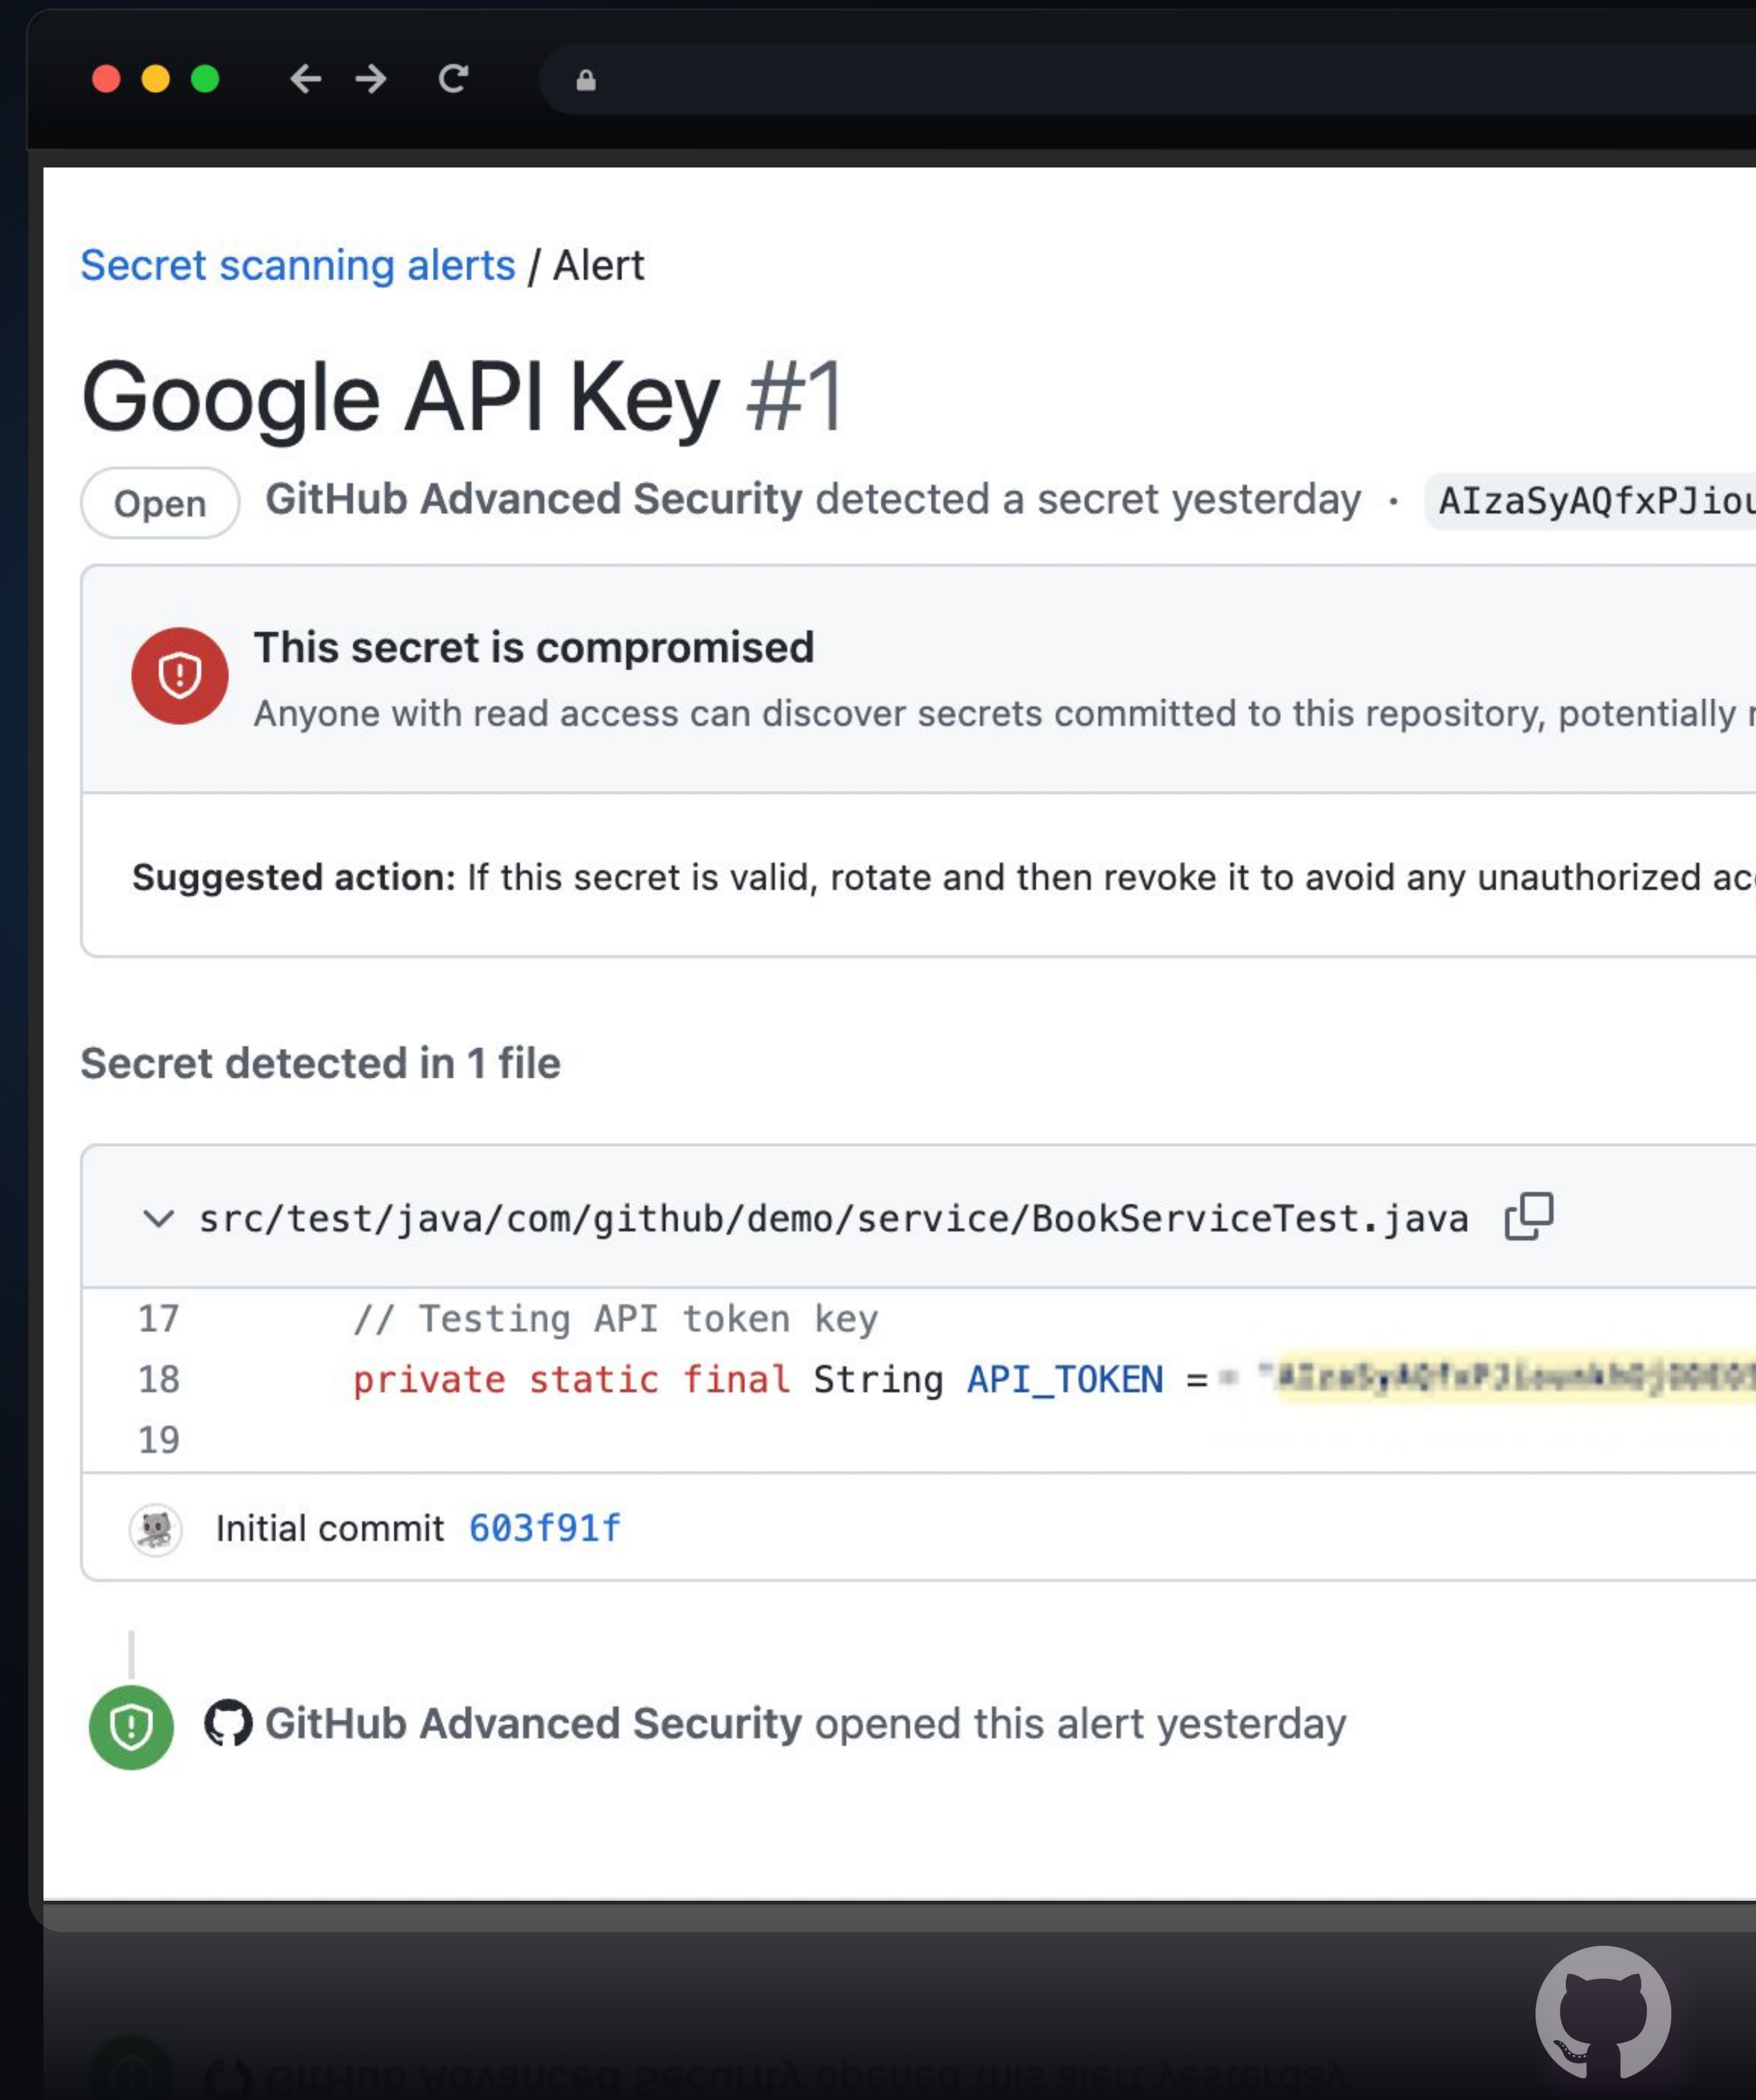 Secret scanning alerts / Alert
Google API Key #1
Open GitHub Advanced Security detected a secret yesterday · AIzaSyAQfxPJiou
This secret is compromised
Anyone with read access can discover secrets committed to this repository, potentially
Suggested action: If this secret is valid, rotate and then revoke it to avoid any unauthorized
Secret detected in 1 file
src/test/java/com/github/demo/service/BookServiceTest.java
17 // Testing API token key
18 private static final String API_TOKEN =
19
Initial commit 603f91f
GitHub Advanced Security opened this alert yesterday